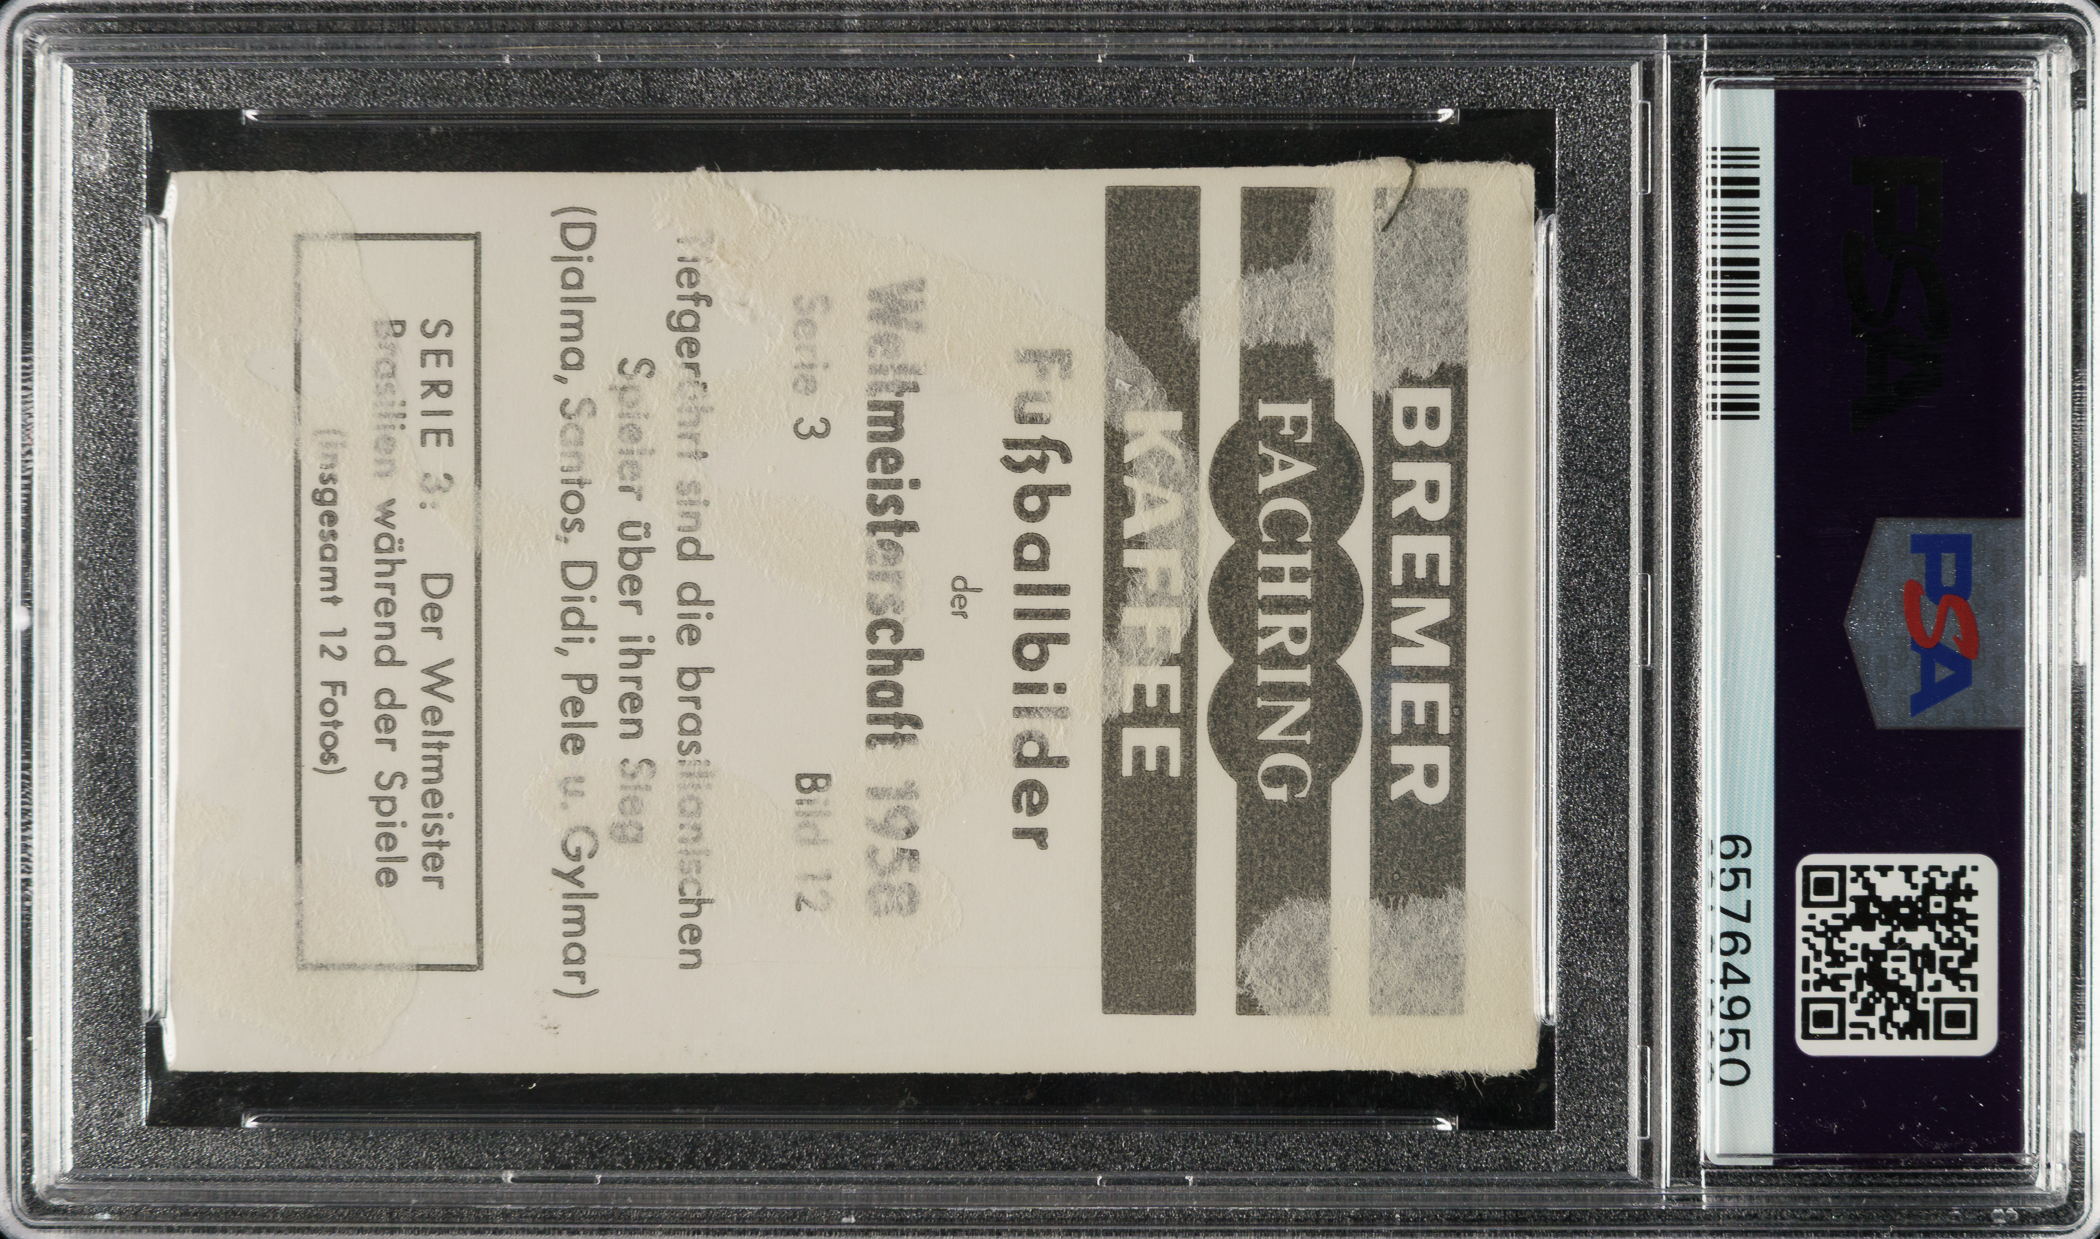 BREMER
FACHRING
KAFFEE
Fußballbilder
der
Weltmeisterschaft 1958
Serie 3 Bild 12
Tiefgerührt sind die brasilianischen
Spieler über ihren Sieg
(Djalma, Santos, Didi, Pele u. Gylmar)
SERIE 3: Der Weltmeister
Brasilien während der Spiele
(insgesamt 12 Fotos)
PSA
PSA
65764950